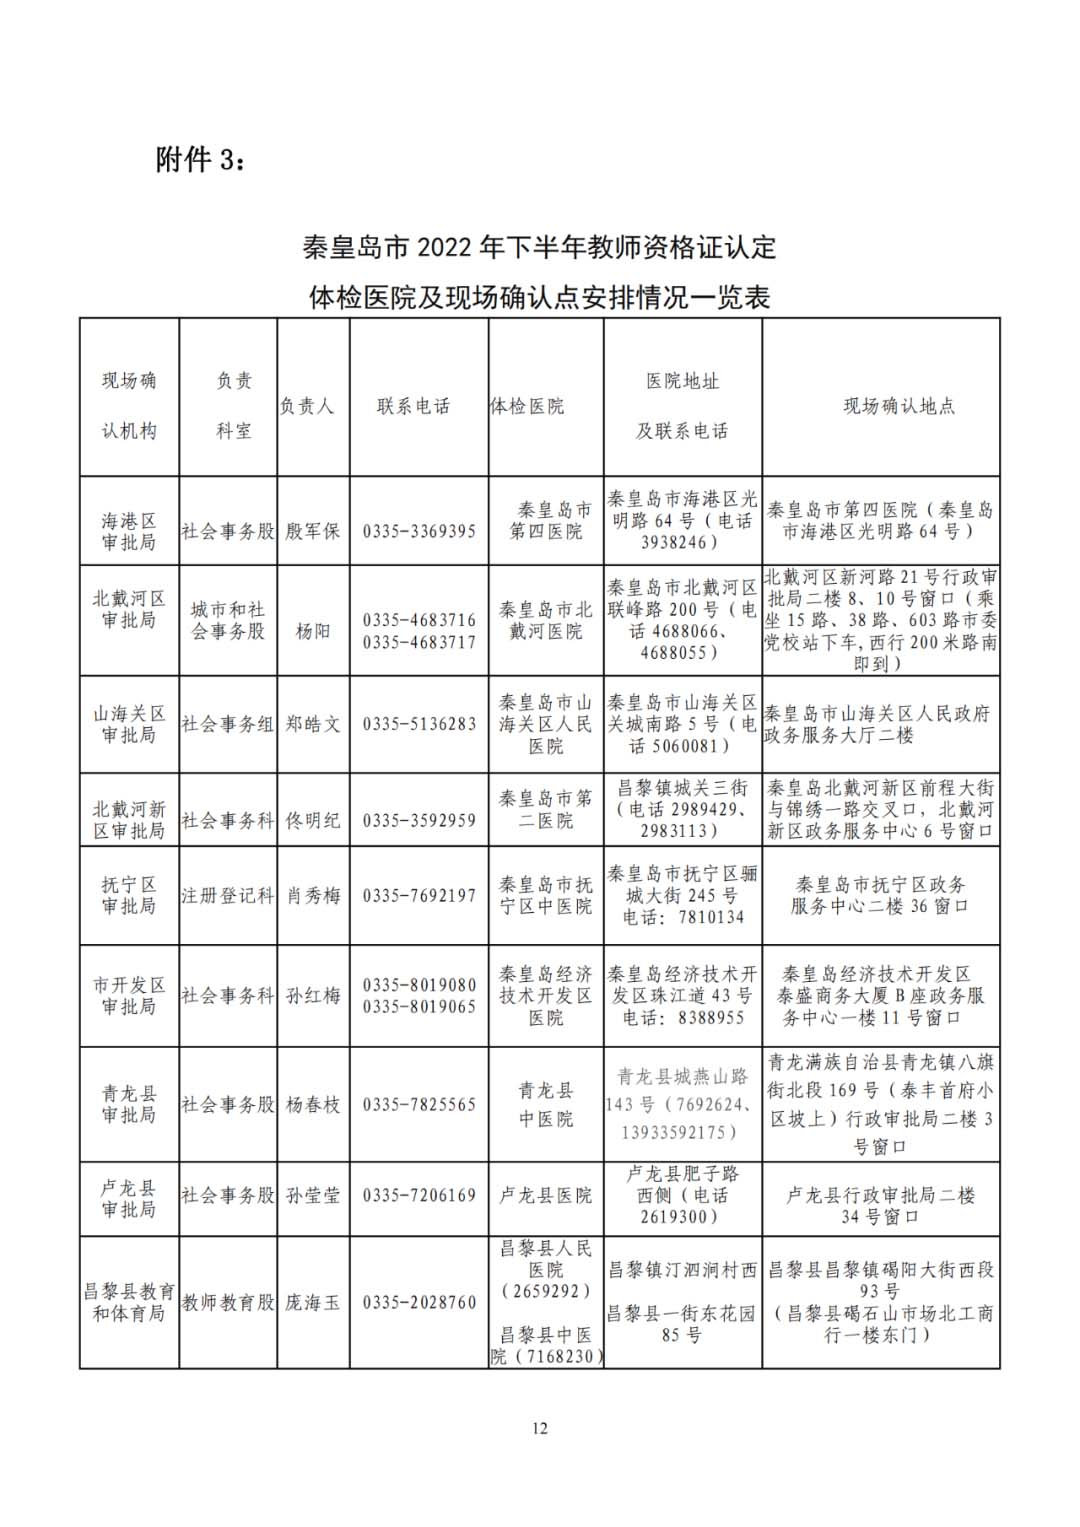 附件 3：
秦皇岛市 2022 年下半年教师资格证认定
体检医院及现场确认点安排情况一览表
现场确
认机构
负责
科室
负责人
联系电话
体检医院
医院地址
及联系电话
现场确认地点
海港区
审批局
社会事务股
殷军保
0335-3369395
秦皇岛市
第四医院
秦皇岛市海港区光
明路 64 号（电话
3938246）
秦皇岛市第四医院（秦皇岛
市海港区光明路 64 号）
北戴河区
审批局
城市和社
会事务股
杨阳
0335-4683716
0335-4683717
秦皇岛市北
戴河医院
秦皇岛市北戴河区
联峰路 200 号（电
话 4688066、
4688055）
北戴河区新河路 21 号行政审
批局二楼 8、10 号窗口（乘
坐 15 路、38 路、603 路市委
党校站下车,西行 200 米路南
即到）
山海关区
审批局
社会事务组
郑皓文
0335-5136283
秦皇岛市山
海关区人民
医院
秦皇岛市山海关区
关城南路 5 号（电
话 5060081）
秦皇岛市山海关区人民政府
政务服务大厅二楼
北戴河新
区审批局
社会事务科
佟明纪
0335-3592959
秦皇岛市第
二医院
昌黎镇城关三街
（电话 2989429、
2983113）
秦皇岛北戴河新区前程大街
与锦绣一路交叉口，北戴河
新区政务服务中心 6 号窗口
抚宁区
审批局
注册登记科
肖秀梅
0335-7692197
秦皇岛市抚
宁区中医院
秦皇岛市抚宁区骊
城大街 245 号
电话：7810134
秦皇岛市抚宁区政务
服务中心二楼 36 窗口
市开发区
审批局
社会事务科
孙红梅
0335-8019080
0335-8019065
秦皇岛经济
技术开发区
医院
秦皇岛经济技术开
发区珠江道 43 号
电话：8388955
秦皇岛经济技术开发区
泰盛商务大厦 B 座政务服
务中心一楼 11 号窗口
青龙县
审批局
社会事务股
杨春枝
0335-7825565
青龙县
中医院
青龙县城燕山路
143 号（7692624、
13933592175）
青龙满族自治县青龙镇八旗
街北段 169 号（泰丰首府小
区坡上）行政审批局二楼 3
号窗口
卢龙县
审批局
社会事务股
孙莹莹
0335-7206169
卢龙县医院
卢龙县肥子路
西侧（电话
2619300）
卢龙县行政审批局二楼
34 号窗口
昌黎县教育
和体育局
教师教育股
庞海玉
0335-2028760
昌黎县人民
医院
（2659292）
昌黎县中医
院（7168230）
昌黎镇汀泗涧村西
昌黎县一街东花园
85 号
昌黎县昌黎镇碣阳大街西段
93 号
（昌黎县碣石山市场北工商
行一楼东门）
12